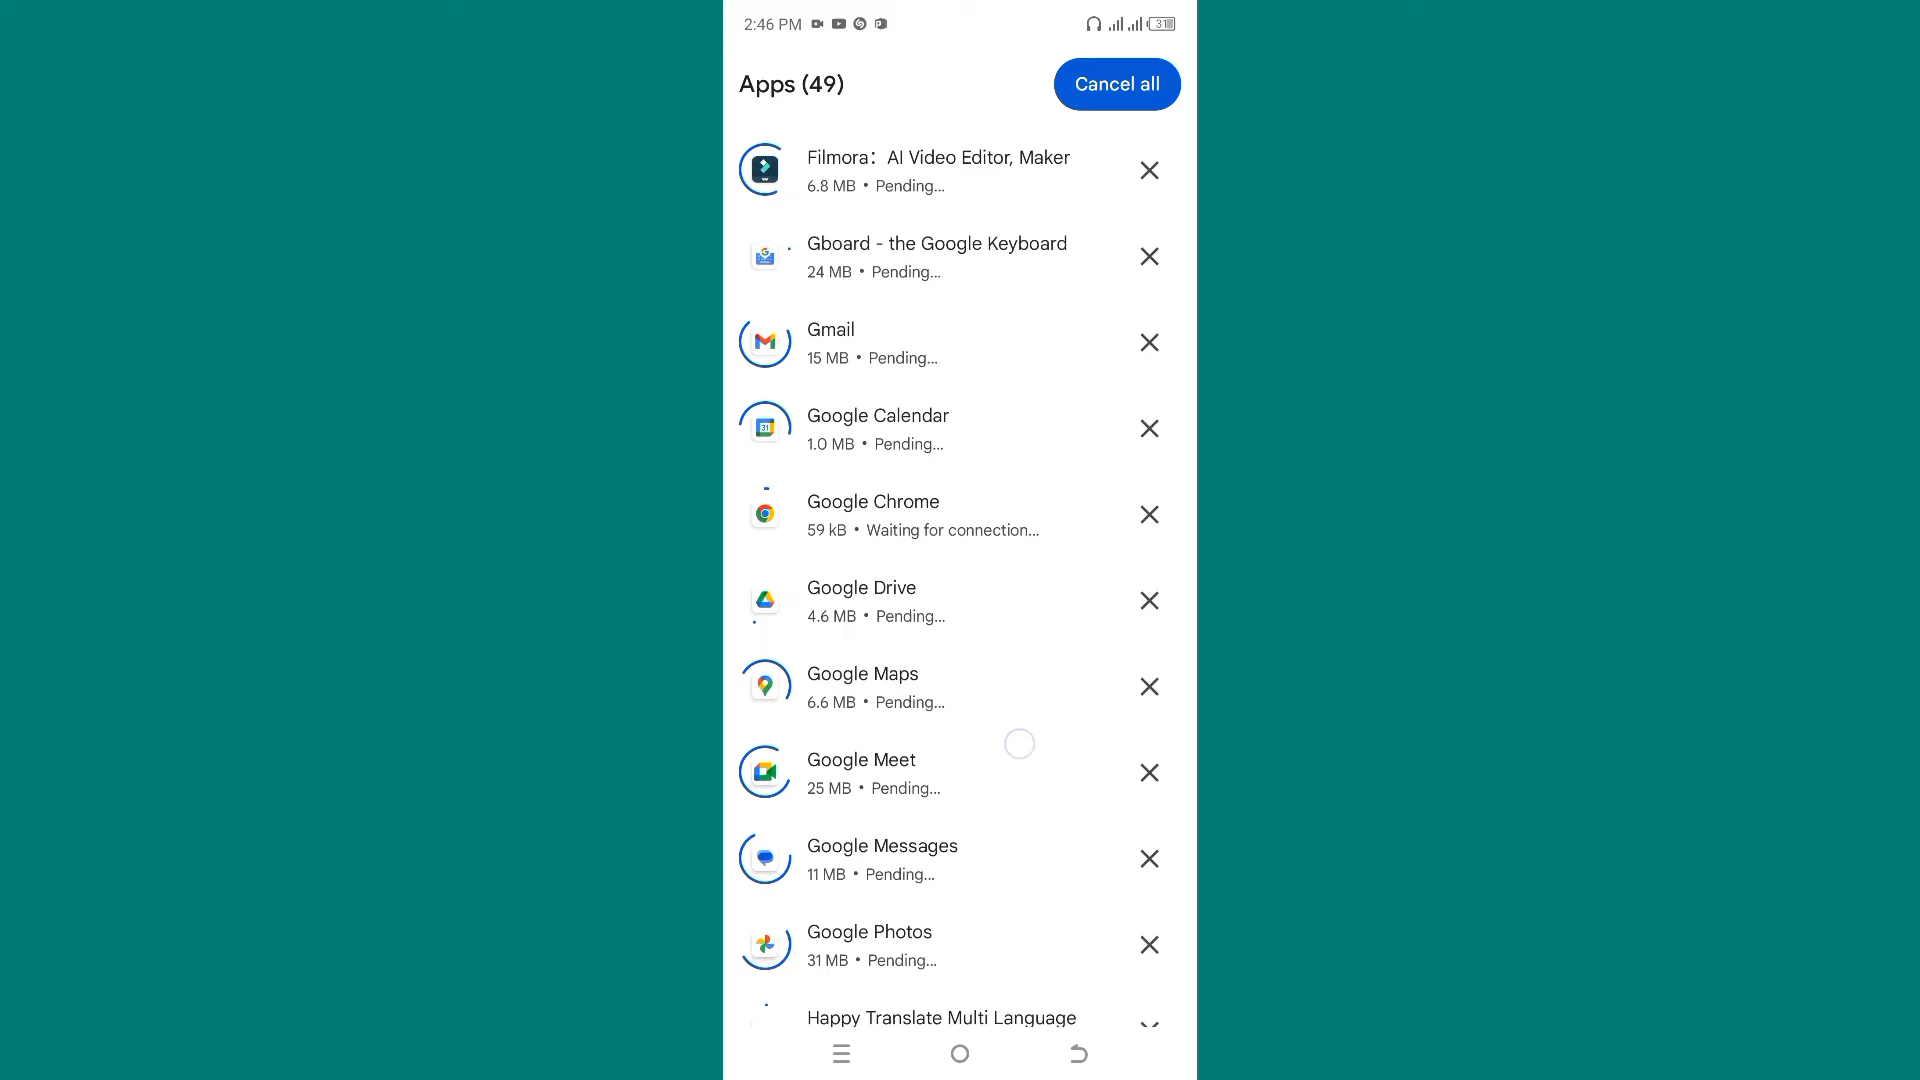 2:46 PM
31
Apps (49)
Cancel all
Filmora: AI Video Editor, Maker
6.8 MB • Pending...
Gboard - the Google Keyboard
24 MB • Pending...
Gmail
15 MB • Pending...
Google Calendar
31
1.0 MB • Pending...
Google Chrome
59 kB • Waiting for connection...
Google Drive
4.6 MB • Pending...
Google Maps
6.6 MB • Pending...
Google Meet
25 MB • Pending...
Google Messages
11 MB • Pending...
Google Photos
31 MB • Pending...
Happy Translate Multi Language